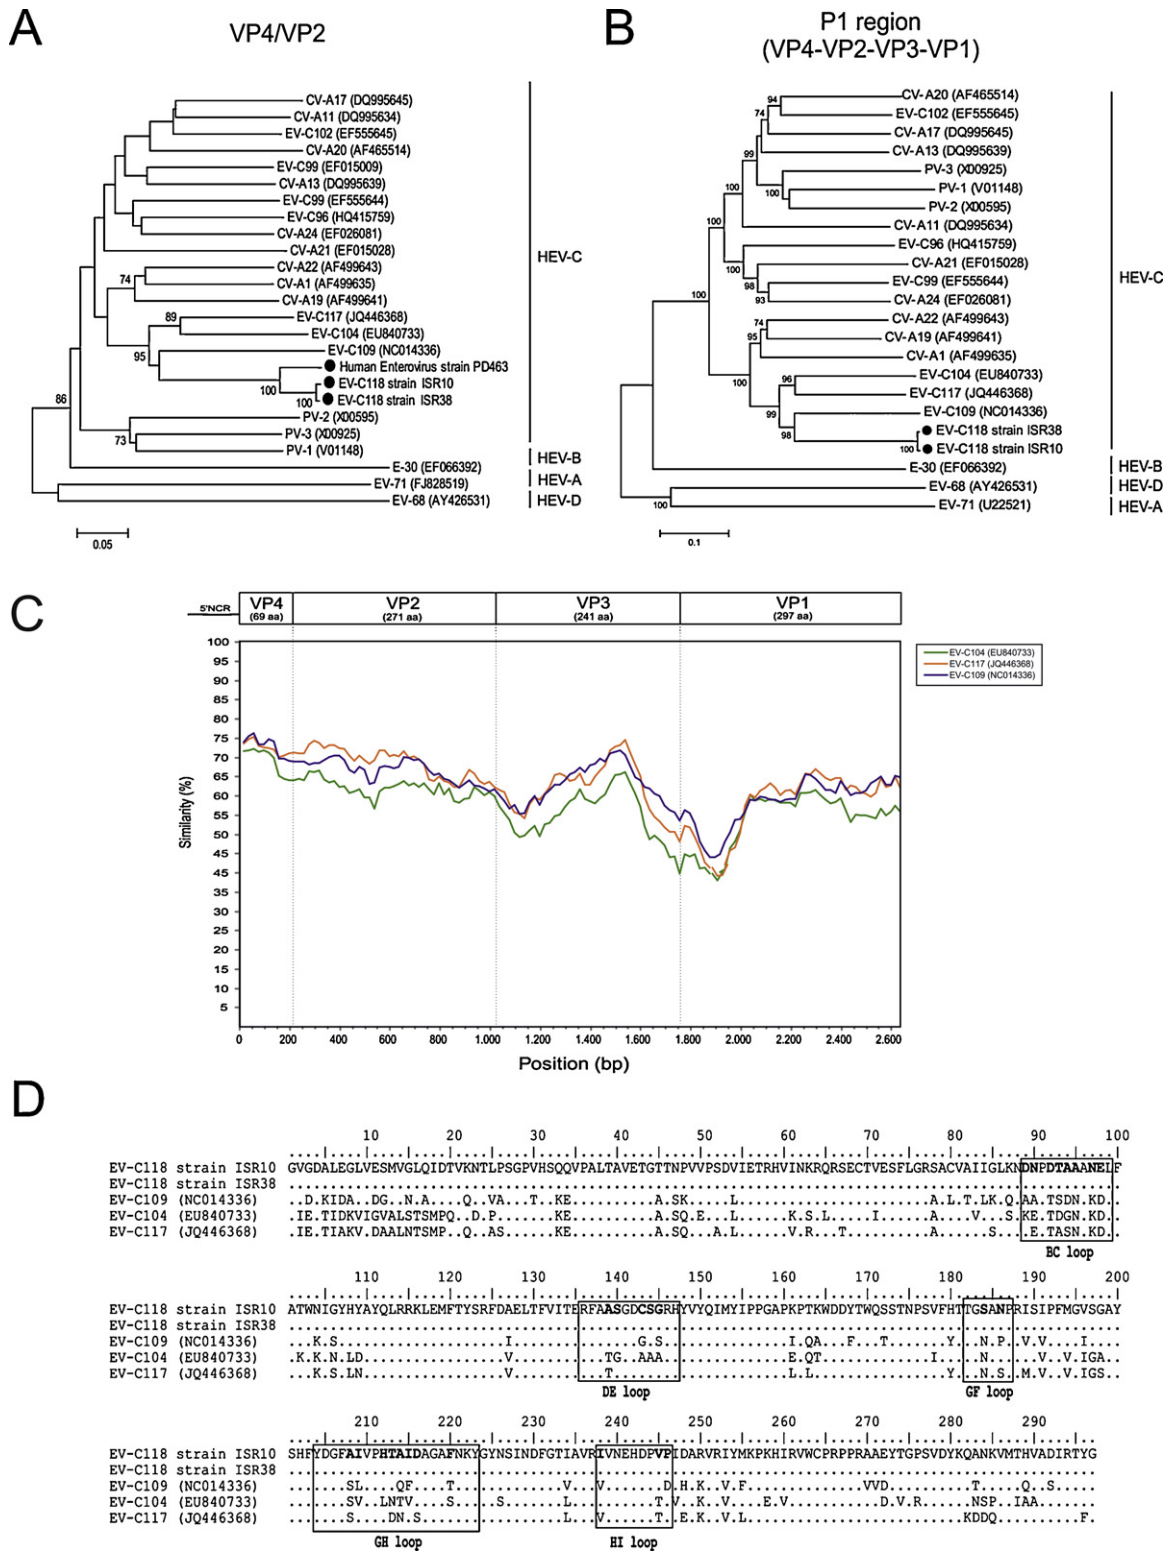 A
VP4/VP2
CV-A17 (DQ995645)
CV-A11 (DQ995634)
EV-C102 (EF555645)
CV-A20 (AF465514)
EV-C99 (EF015009)
CV-A13 (DQ995639)
EV-C99 (EF555644)
EV-C96 (HQ415759)
CV-A24 (EF026081)
CV-A21 (EF015028)
CV-A22 (AF499643)
74
CV-A1 (AF499635)
CV-A19 (AF499641)
89
EV-C117 (JQ446368)
EV-C104 (EU840733)
95
EV-C109 (NC014336)
Human Enterovirus strain PD463
100
EV-C118 strain ISR10
100
EV-C118 strain ISR38
86
PV-2 (X00595)
PV-3 (X00925)
73
PV-1 (V01148)
E-30 (EF066392)
EV-71 (FJ828519)
EV-68 (AY426531)
HEV-C
HEV-B
HEV-A
HEV-D
0.05
B
P1 region
(VP4-VP2-VP3-VP1)
94
CV-A20 (AF465514)
74
EV-C102 (EF555645)
CV-A17 (DQ995645)
99
CV-A13 (DQ995639)
PV-3 (X00925)
100
100
PV-1 (V01148)
PV-2 (X00595)
100
CV-A11 (DQ995634)
EV-C96 (HQ415759)
100
CV-A21 (EF015028)
98
EV-C99 (EF555644)
100
93
CV-A24 (EF026081)
74
CV-A22 (AF499643)
95
CV-A19 (AF499641)
CV-A1 (AF499635)
100
96
EV-C104 (EU840733)
EV-C117 (JQ446368)
99
EV-C109 (NC014336)
98
EV-C118 strain ISR38
100
EV-C118 strain ISR10
E-30 (EF066392)
EV-68 (AY426531)
100
EV-71 (U22521)
HEV-C
HEV-B
HEV-D
HEV-A
0.1
C
5'NCR
VP4
(69 aa)
VP2
(271 aa)
VP3
(241 aa)
VP1
(297 aa)
EV-C104 (EU840733)
EV-C117 (JQ446368)
EV-C109 (NC014336)
Similarity (%)
100
95
90
85
80
75
70
65
60
55
50
45
40
35
30
25
20
15
10
5
0 200 400 600 800 1.000 1.200 1.400 1.600 1.800 2.000 2.200 2.400 2.600
Position (bp)
D
10 20 30 40 50 60 70 80 90 100
EV-C118 strain ISR10 GVGDALEGLVESMVGLQIDTVKNTLPSGPVHSQQVPALTAVETGTTNPVVPSDVIETRHVINKRQRSECTVESFLGRSACVAIIGLKNDNPDTAAANELF
EV-C118 strain ISR38
EV-C109 (NC014336)
EV-C104 (EU840733)
EV-C117 (JQ446368)
BC loop
110 120 130 140 150 160 170 180 190 200
EV-C118 strain ISR10 ATWNIGYHYAYQLRRKLEMFTYSRFDAELTFVITERFAASGDCSGRHYVYQIMYIPPGAPKPTKWDDYTWQSSTNPSVFHTTGSANPRISIPFMGVSGAY
EV-C118 strain ISR38
EV-C109 (NC014336)
EV-C104 (EU840733)
EV-C117 (JQ446368)
DE loop
GF loop
210 220 230 240 250 260 270 280 290
EV-C118 strain ISR10 SHFYDGFAIVPHTAIDAGAFNKYGYNSINDFGTIAVRIVNEHDPVPIDARVRIYMKPKHIRVWCPRPPRAAEYTGPSVDYKQANKVMTHVADIRTYG
EV-C118 strain ISR38
EV-C109 (NC014336)
EV-C104 (EU840733)
EV-C117 (JQ446368)
GH loop
HI loop